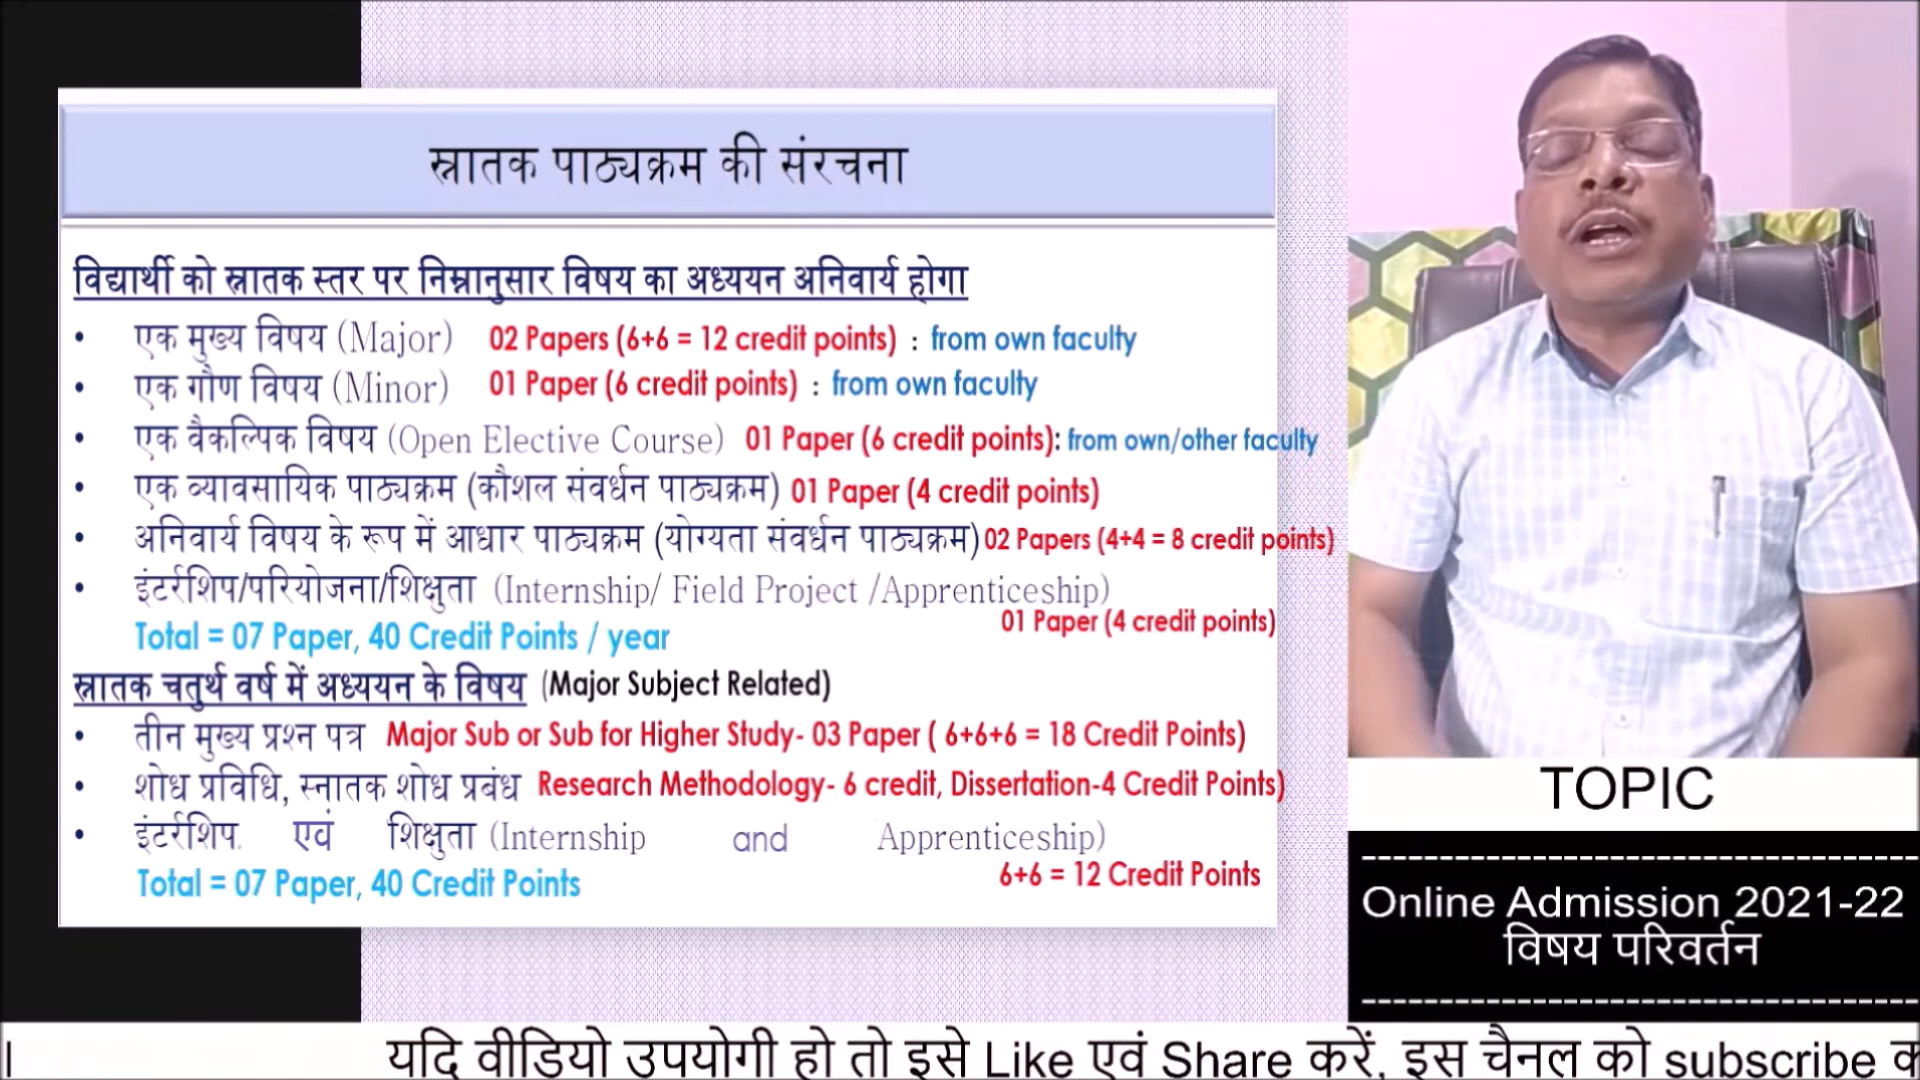 स्नातक पाठ्यक्रम की संरचना
विद्यार्थी को स्नातक स्तर पर निम्नानुसार विषय का अध्ययन अनिवार्य होगा
• एक मुख्य विषय (Major) 02 Papers (6+6 = 12 credit points) : from own faculty
• एक गौण विषय (Minor) 01 Paper (6 credit points) : from own faculty
• एक वैकल्पिक विषय (Open Elective Course) 01 Paper (6 credit points): from own/other faculty
• एक व्यावसायिक पाठ्यक्रम (कौशल संवर्धन पाठ्यक्रम) 01 Paper (4 credit points)
• अनिवार्य विषय के रूप में आधार पाठ्यक्रम (योग्यता संवर्धन पाठ्यक्रम) 02 Papers (4+4 = 8 credit points)
• इंटर्रशिप/परियोजना/शिक्षुता (Internship/ Field Project /Apprenticeship)
01 Paper (4 credit points)
Total = 07 Paper, 40 Credit Points / year
स्नातक चतुर्थ वर्ष में अध्ययन के विषय (Major Subject Related)
• तीन मुख्य प्रश्न पत्र Major Sub or Sub for Higher Study- 03 Paper ( 6+6+6 = 18 Credit Points)
• शोध प्रविधि, स्नातक शोध प्रबंध Research Methodology- 6 credit, Dissertation-4 Credit Points)
• इंटर्रशिप एवं शिक्षुता (Internship and Apprenticeship)
6+6 = 12 Credit Points
Total = 07 Paper, 40 Credit Points
TOPIC
Online Admission 2021-22
विषय परिवर्तन
। यदि वीडियो उपयोगी हो तो इसे Like एवं Share करें, इस चैनल को subscribe